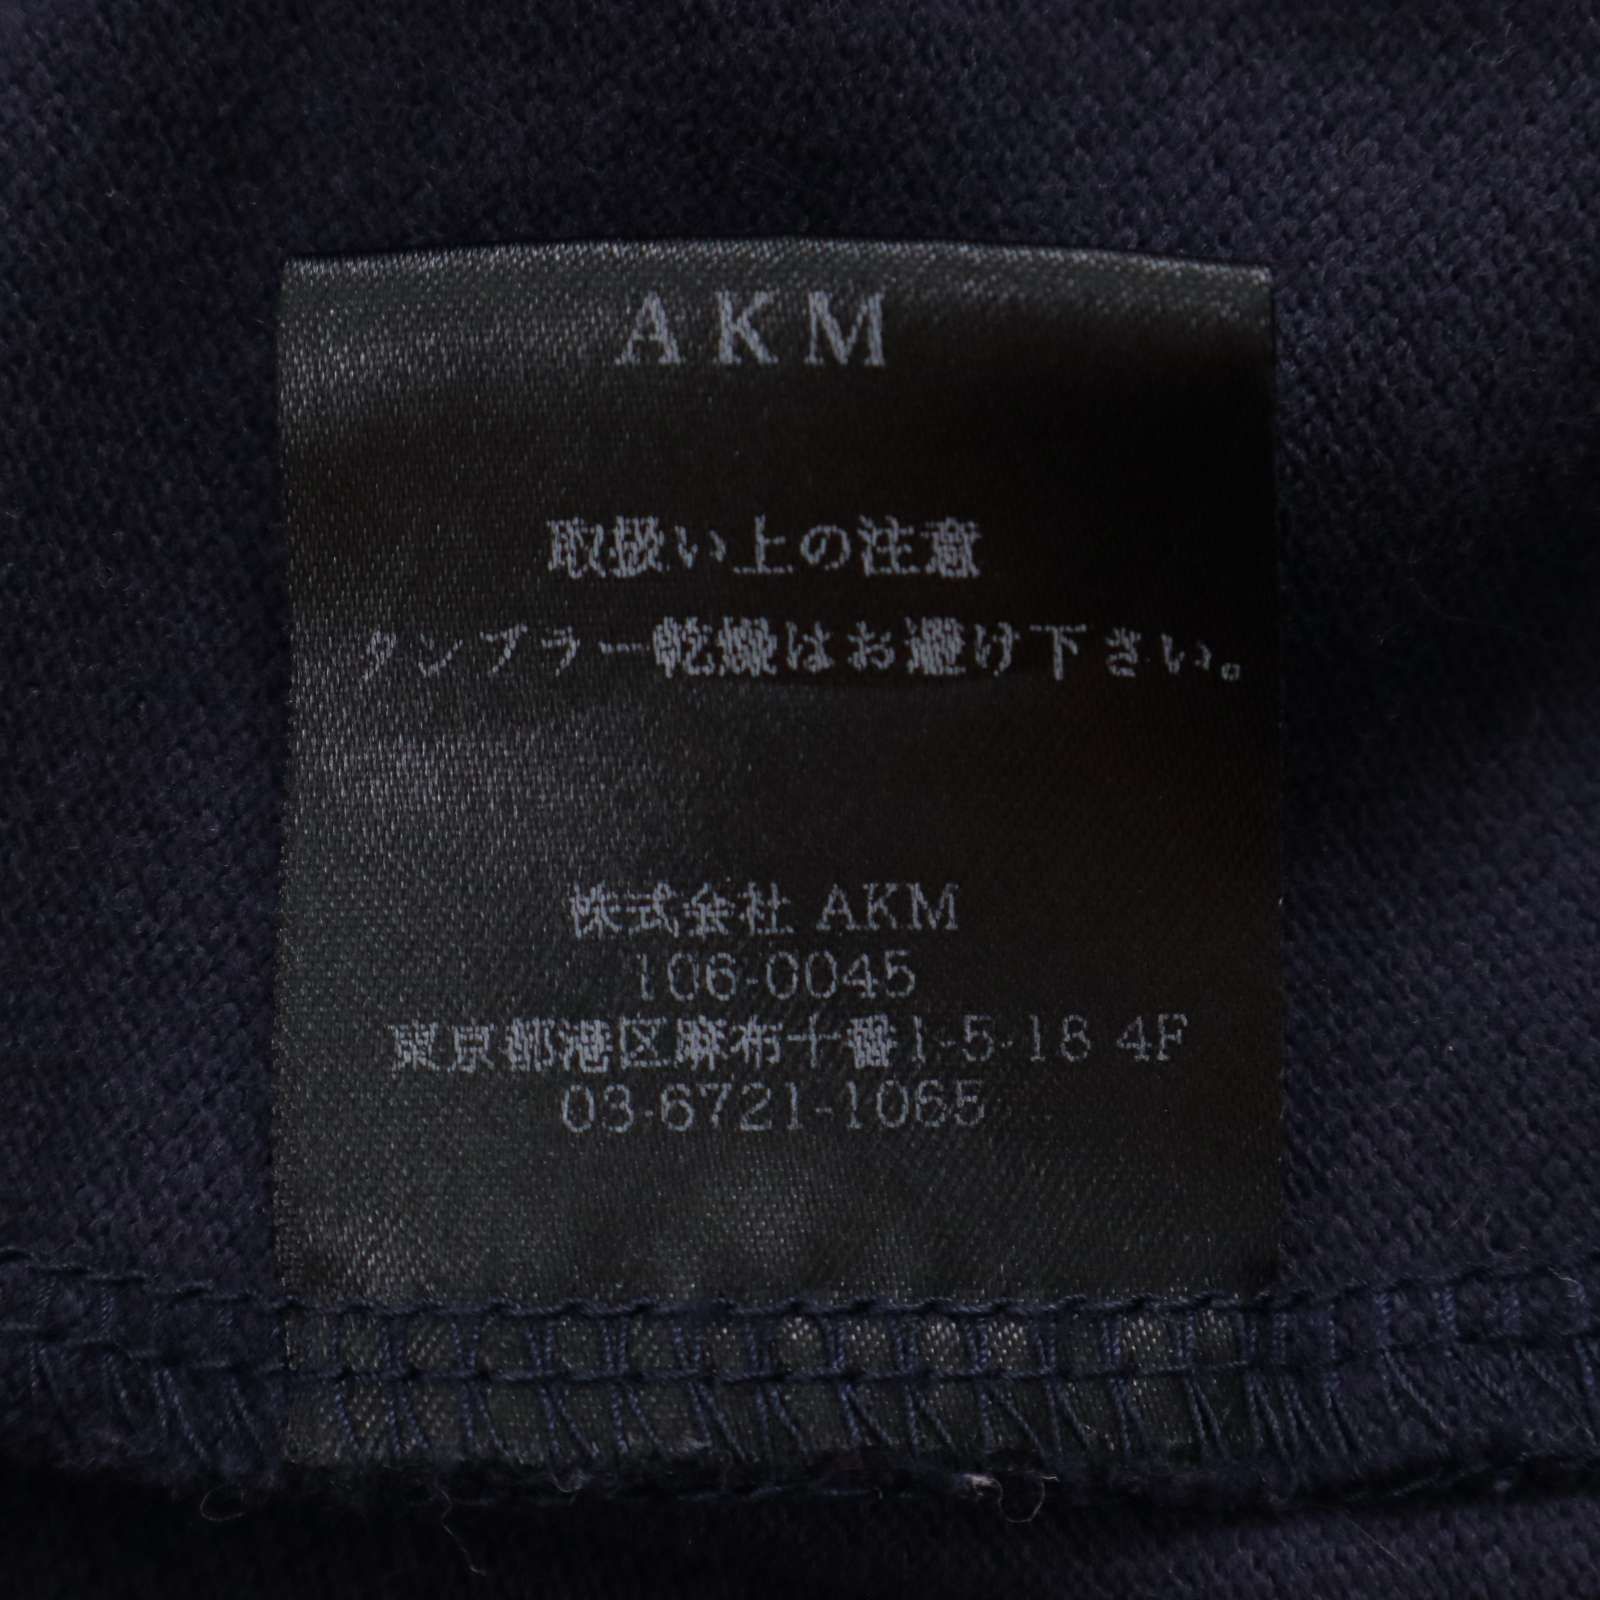 AKM
取扱い上の注意
タンブラー乾燥はお避け下さい。
株式会社 AKM
106-0045
東京都港区麻布十番1-5-18 4F
03-6721-1065